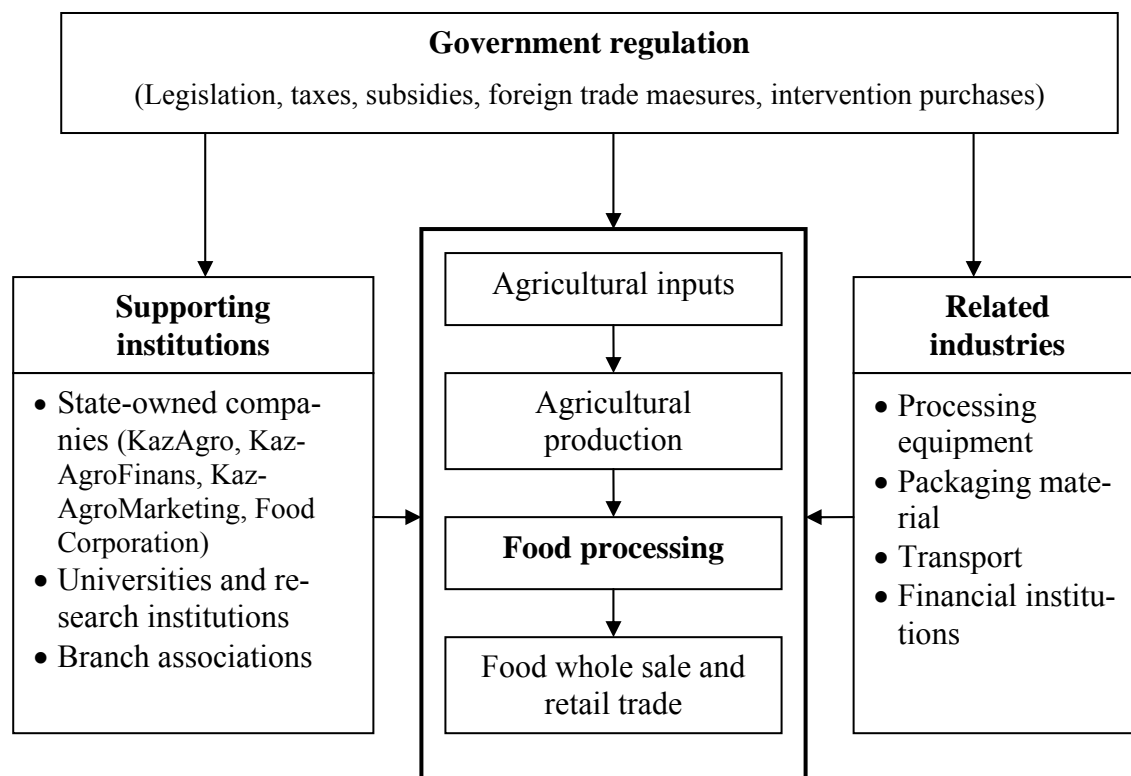 Government regulation
(Legislation, taxes, subsidies, foreign trade maesures, intervention purchases)
Supporting
institutions
• State-owned compa-
nies (KazAgro, Kaz-
AgroFinans, Kaz-
AgroMarketing, Food
Corporation)
• Universities and re-
search institutions
• Branch associations
Agricultural inputs
Agricultural
production
Food processing
Food whole sale and
retail trade
Related
industries
• Processing
equipment
• Packaging mate-
rial
• Transport
• Financial institu-
tions